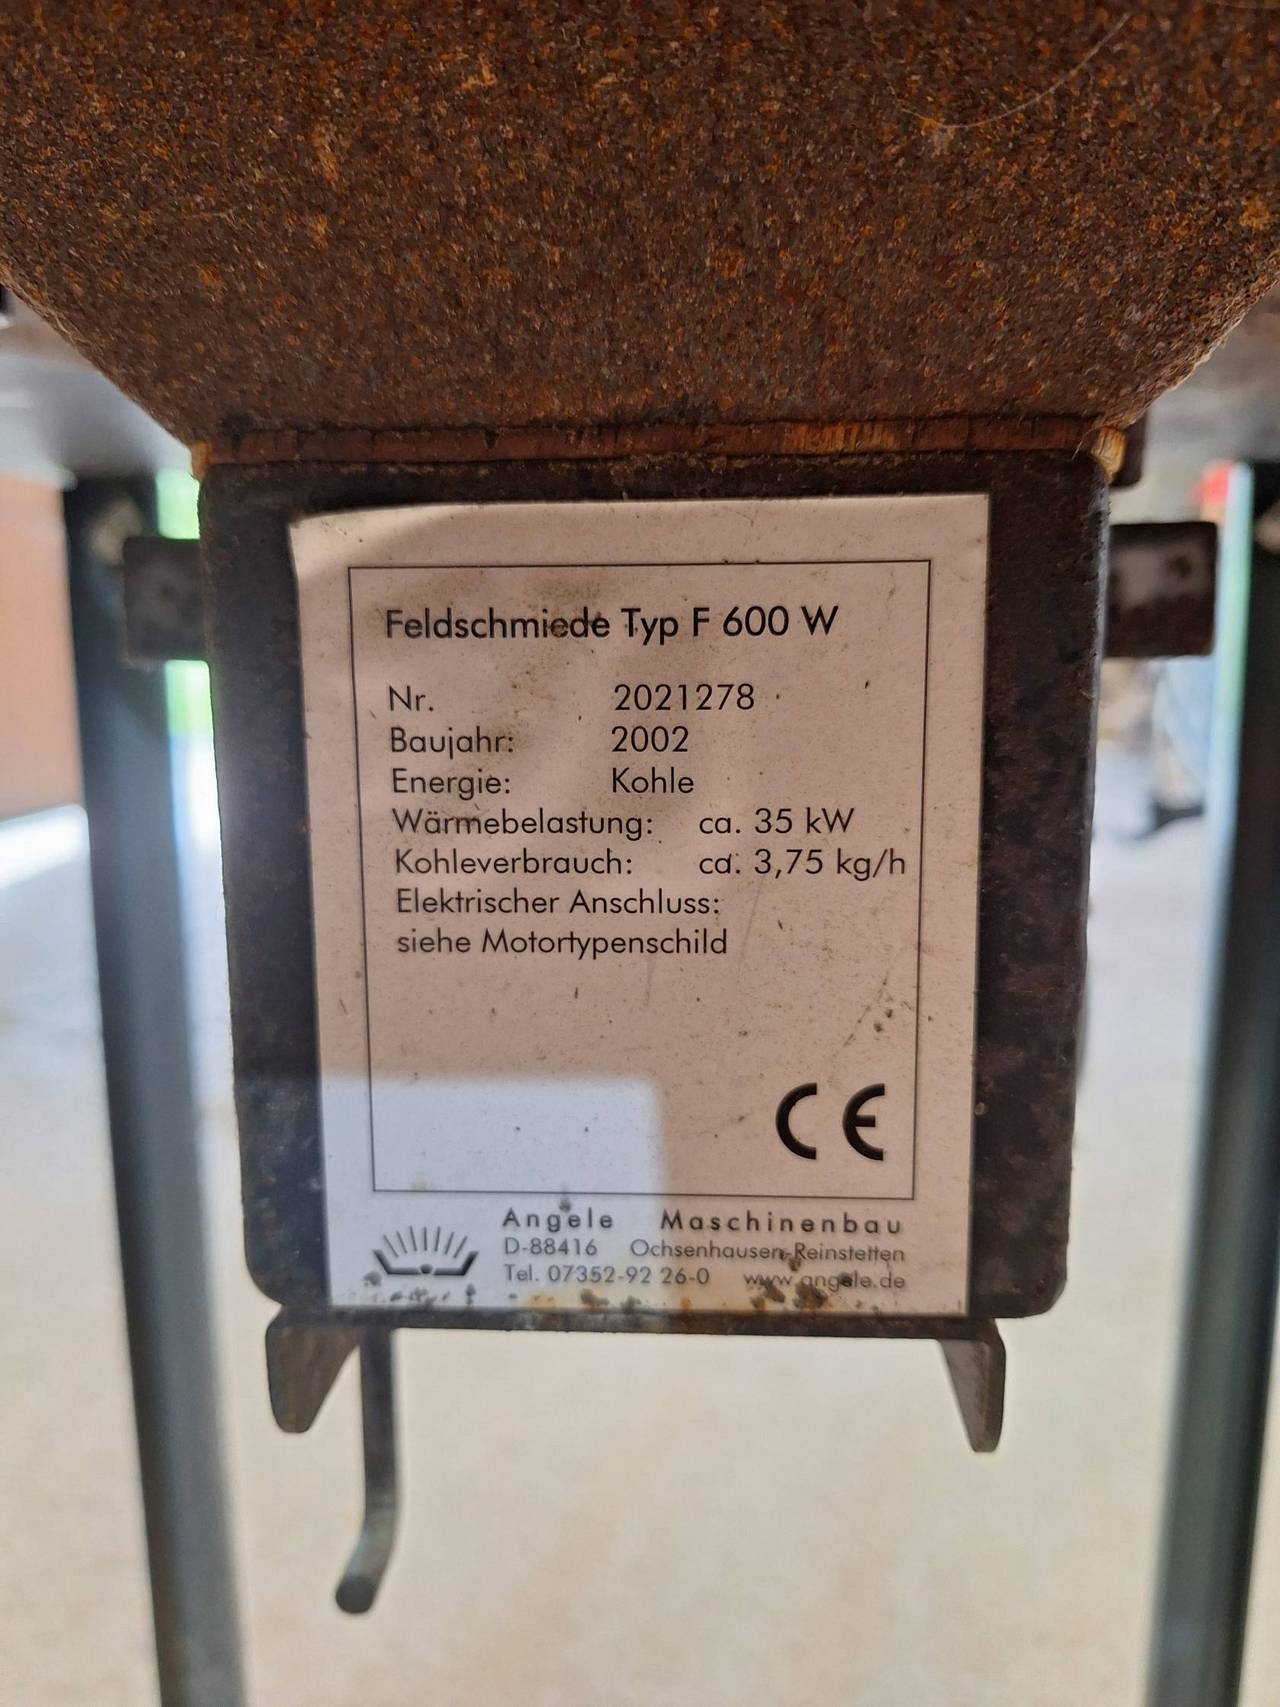 Feldschmiede Typ F 600 W
Nr. 2021278
Baujahr: 2002
Energie: Kohle
Wärmebelastung: ca. 35 kW
Kohleverbrauch: ca. 3,75 kg/h
Elektrischer Anschluss:
siehe Motortypenschild
CE
Angele Maschinenbau
D-88416 Ochsenhausen-Reinstetten
Tel. 07352-92 26-0 www.angele.de